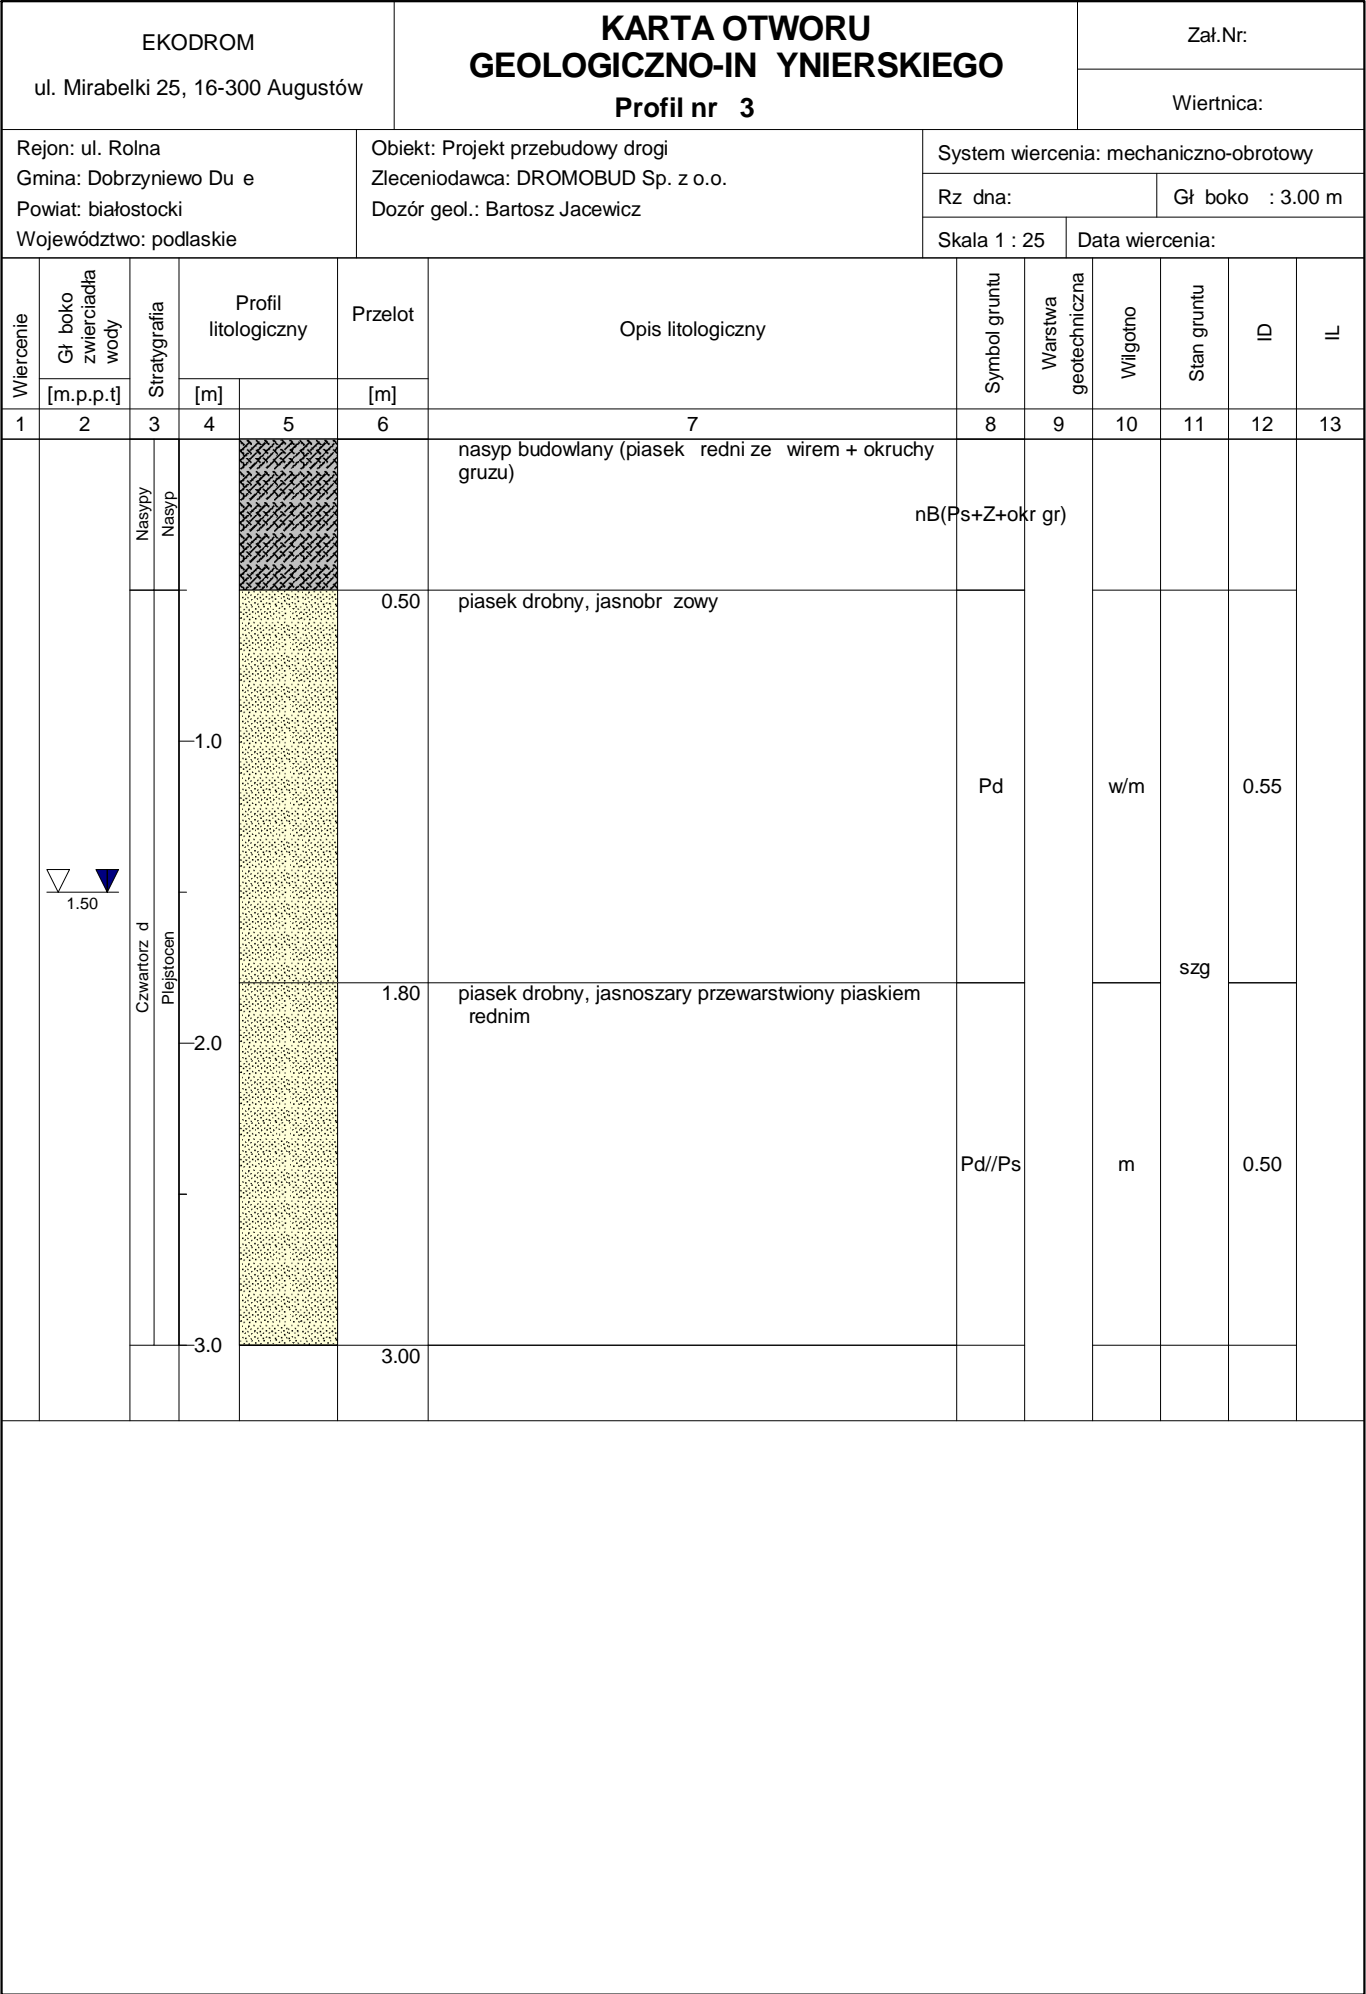 EKODROM
ul. Mirabelki 25, 16-300 Augustów
KARTA OTWORU
GEOLOGICZNO-IN YNIERSKIEGO
Profil nr 3
Zał.Nr:
Wiertnica:
Rejon: ul. Rolna
Gmina: Dobrzyniewo Du e
Powiat: białostocki
Województwo: podlaskie
Obiekt: Projekt przebudowy drogi
Zleceniodawca: DROMOBUD Sp. z o.o.
Dozór geol.: Bartosz Jacewicz
System wiercenia: mechaniczno-obrotowy
Rz dna:
Gł boko : 3.00 m
Skala 1 : 25
Data wiercenia:
Wiercenie
Gł boko
zwierciadła
wody
[m.p.p.t]
Stratygrafia
Profil
litologiczny
[m]
Przelot
[m]
Opis litologiczny
Symbol gruntu
Warstwa
geotechniczna
Wilgotno
Stan gruntu
ID
IL
1 2 3 4 5 6 7 8 9 10 11 12 13
Nasypy
Nasyp
nasyp budowlany (piasek redni ze wirem + okruchy
gruzu)
nB(Ps+Z+okr gr)
0.50 piasek drobny, jasnobr zowy
1.0
Pd w/m 0.55
1.50
Czwartorz d
Plejstocen
szg
1.80 piasek drobny, jasnoszary przewarstwiony piaskiem
rednim
2.0
Pd//Ps m 0.50
3.0
3.00